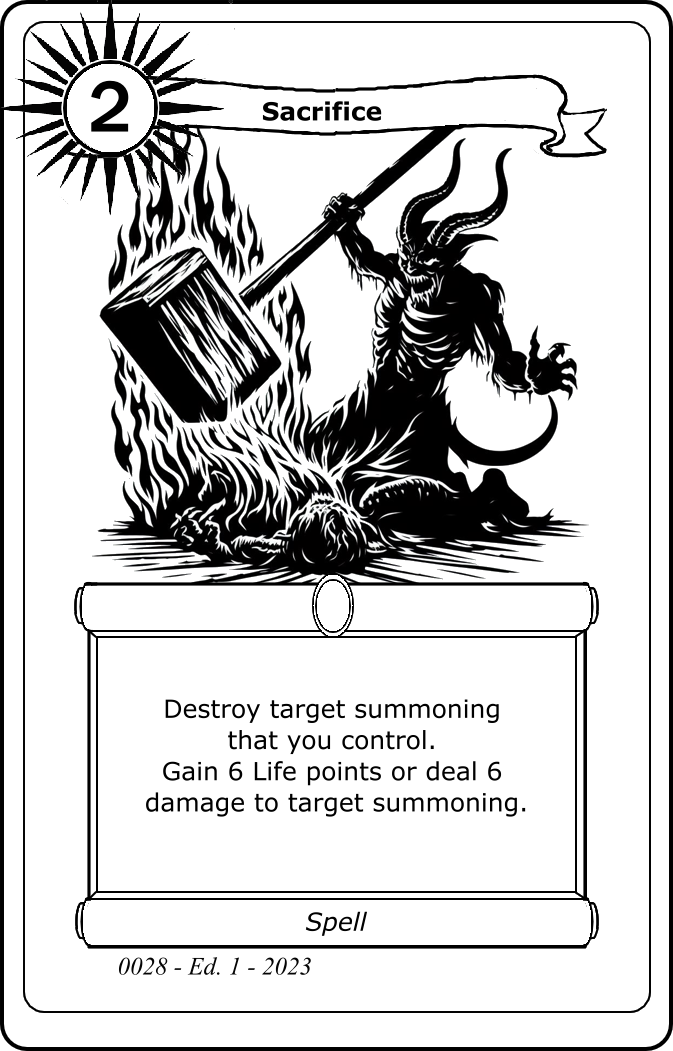 2
Sacrifice
Destroy target summoning
that you control.
Gain 6 Life points or deal 6
damage to target summoning.
Spell
0028 - Ed. 1 - 2023